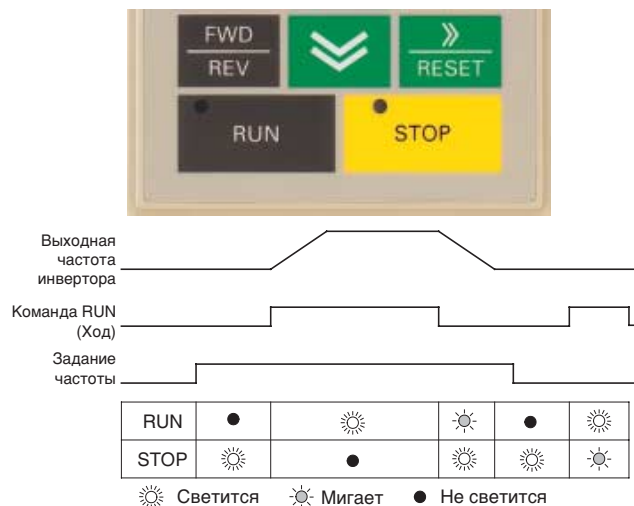 FWD
REV
»
RESET
RUN
STOP
Выходная
частота
инвертора
Команда RUN
(Ход)
Задание
частоты
RUN
STOP
Светится Мигает Не светится